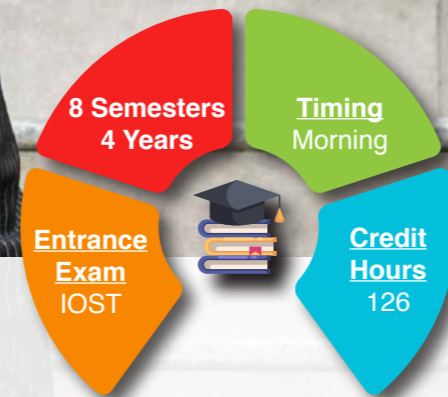 8 Semesters
4 Years
Timing
Morning
Entrance
Exam
IOST
Credit
Hours
126